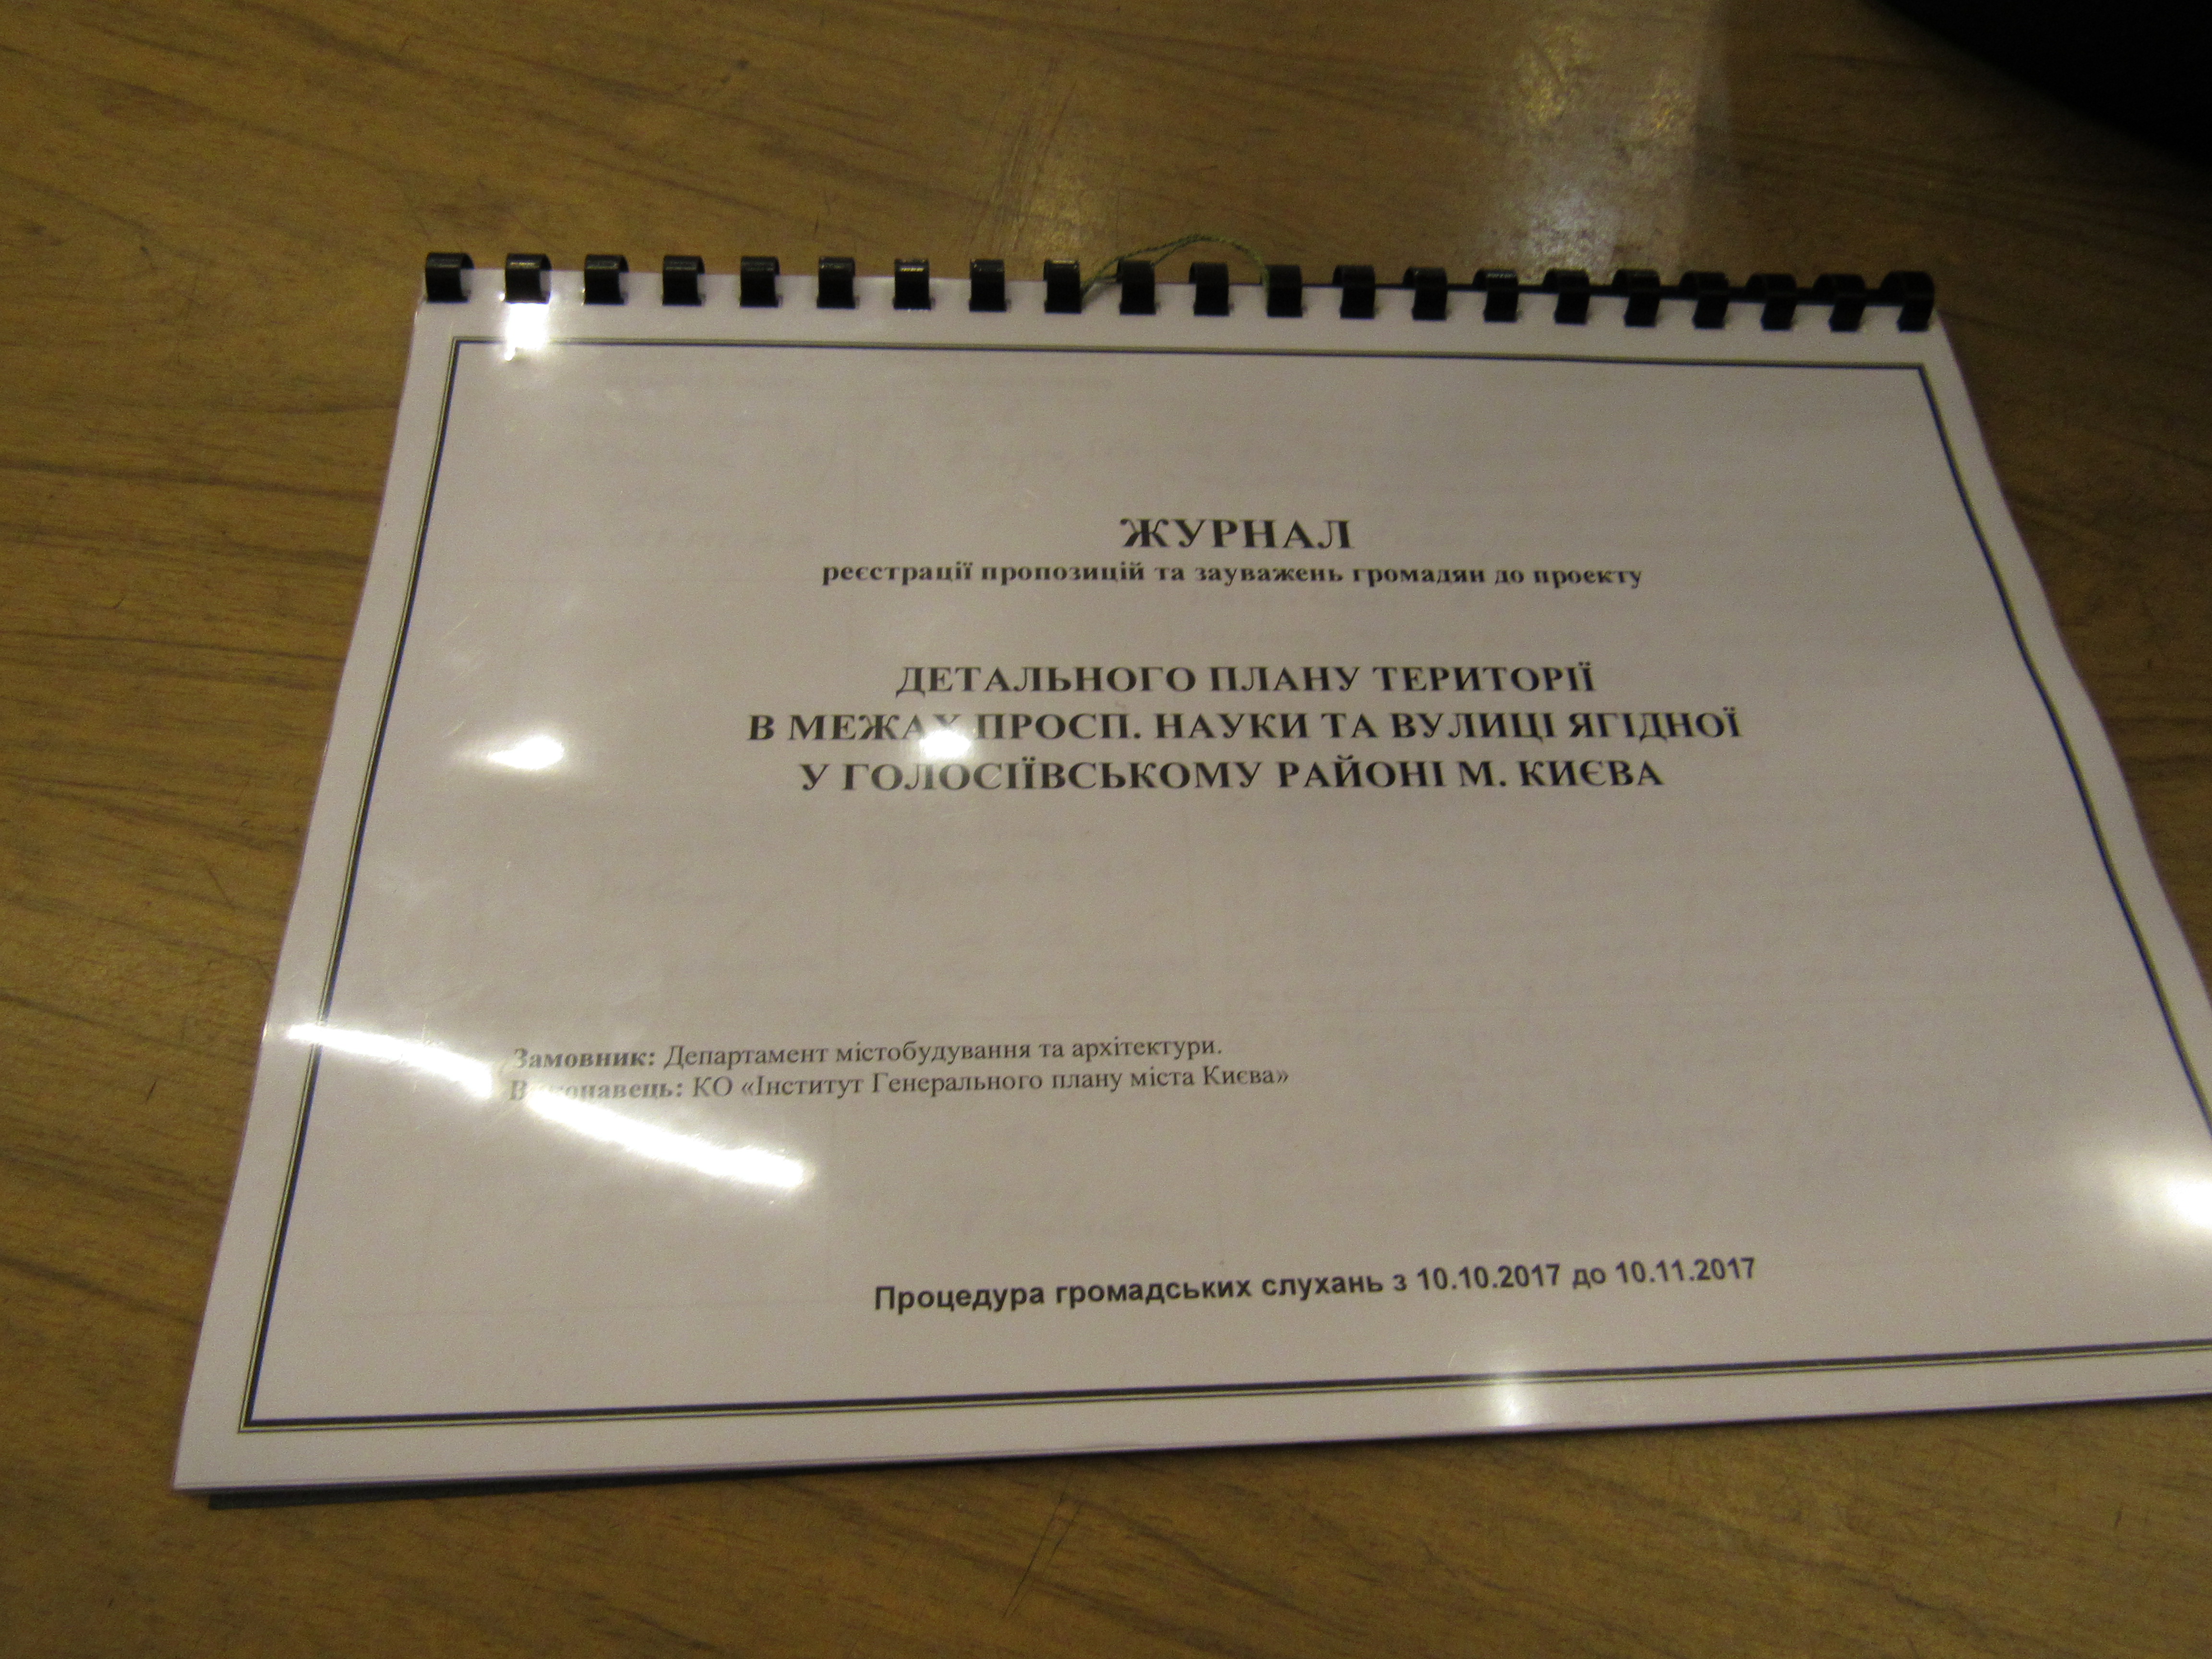 ЖУРНАЛ
реєстрації пропозицій та зауважень громадян до проекту
ДЕТАЛЬНОГО ПЛАНУ ТЕРИТОРІЇ
В МЕЖАХ ПРОСП. НАУКИ ТА ВУЛИЦІ ЯГІДНОЇ
У ГОЛОСІЇВСЬКОМУ РАЙОНІ М. КИЄВА
Замовник: Департамент містобудування та архітектури.
Виконавець: КО «Інститут Генерального плану міста Києва»
Процедура громадських слухань з 10.10.2017 до 10.11.2017